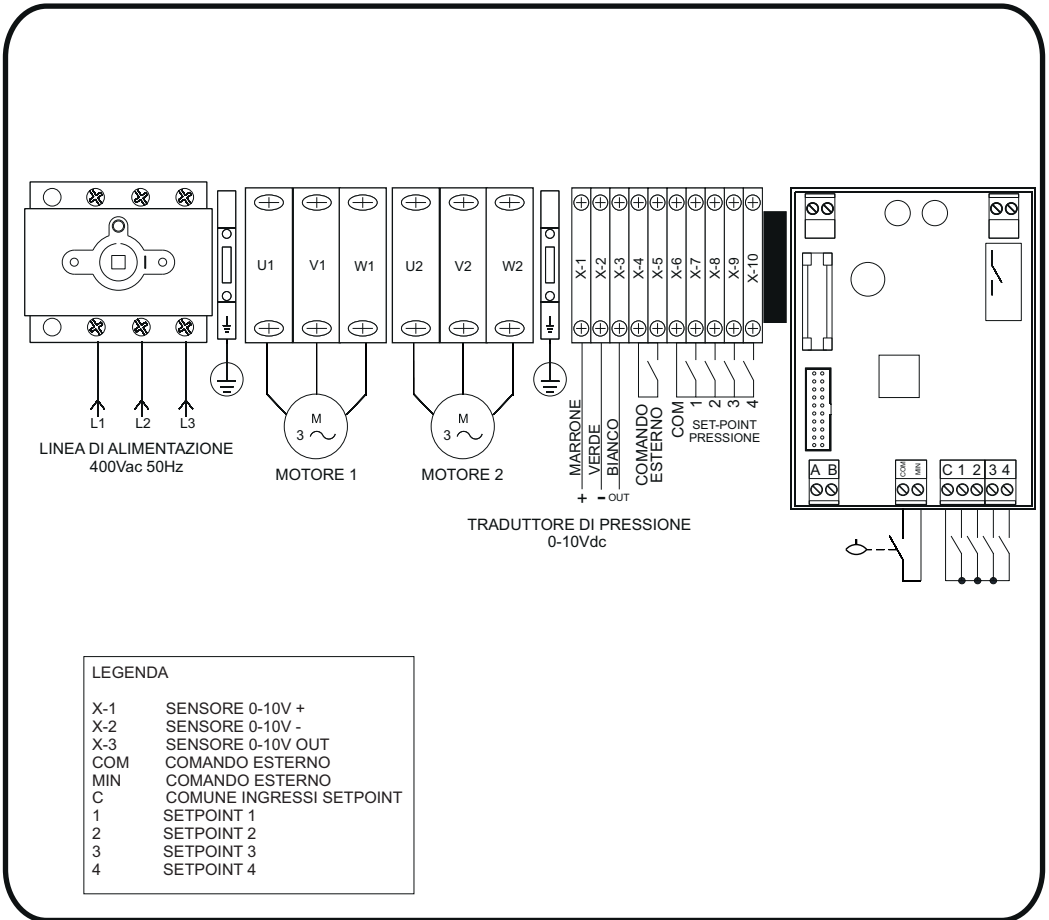 U1 V1 W1 U2 V2 W2
X-1 X-2 X-3 X-4 X-5 X-6 X-7 X-8 X-9 X-10
L1 L2 L3
LINEA DI ALIMENTAZIONE
400Vac 50Hz
M
3
MOTORE 1
M
3
MOTORE 2
MARRONE
VERDE
BIANCO
+ - OUT
TRADUTTORE DI PRESSIONE
0-10Vdc
COMANDO
ESTERNO
COM
1
2
3
4
SET-POINT
PRESSIONE
A B
COM
MIN
C 1 2 3 4
LEGENDA
X-1 SENSORE 0-10V +
X-2 SENSORE 0-10V -
X-3 SENSORE 0-10V OUT
COM COMANDO ESTERNO
MIN COMANDO ESTERNO
C COMUNE INGRESSI SETPOINT
1 SETPOINT 1
2 SETPOINT 2
3 SETPOINT 3
4 SETPOINT 4